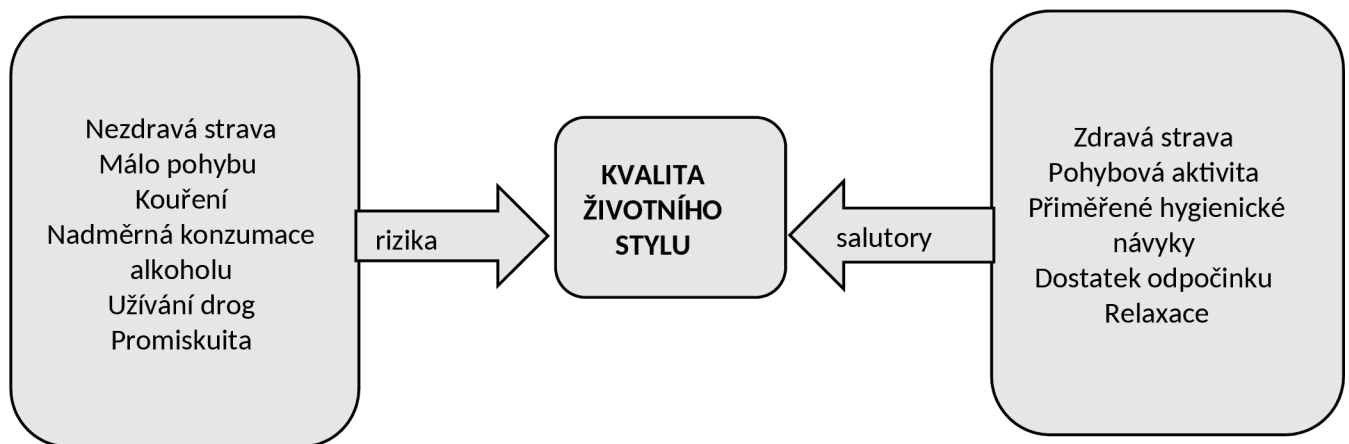 Nezdravá strava
Málo pohybu
Kouření
Nadměrná konzumace
alkoholu
Užívání drog
Promiskuita
rizika
KVALITA
ŽIVOTNÍHO
STYLU
salutory
Zdravá strava
Pohybová aktivita
Přiměřené hygienické
návyky
Dostatek odpočinku
Relaxace